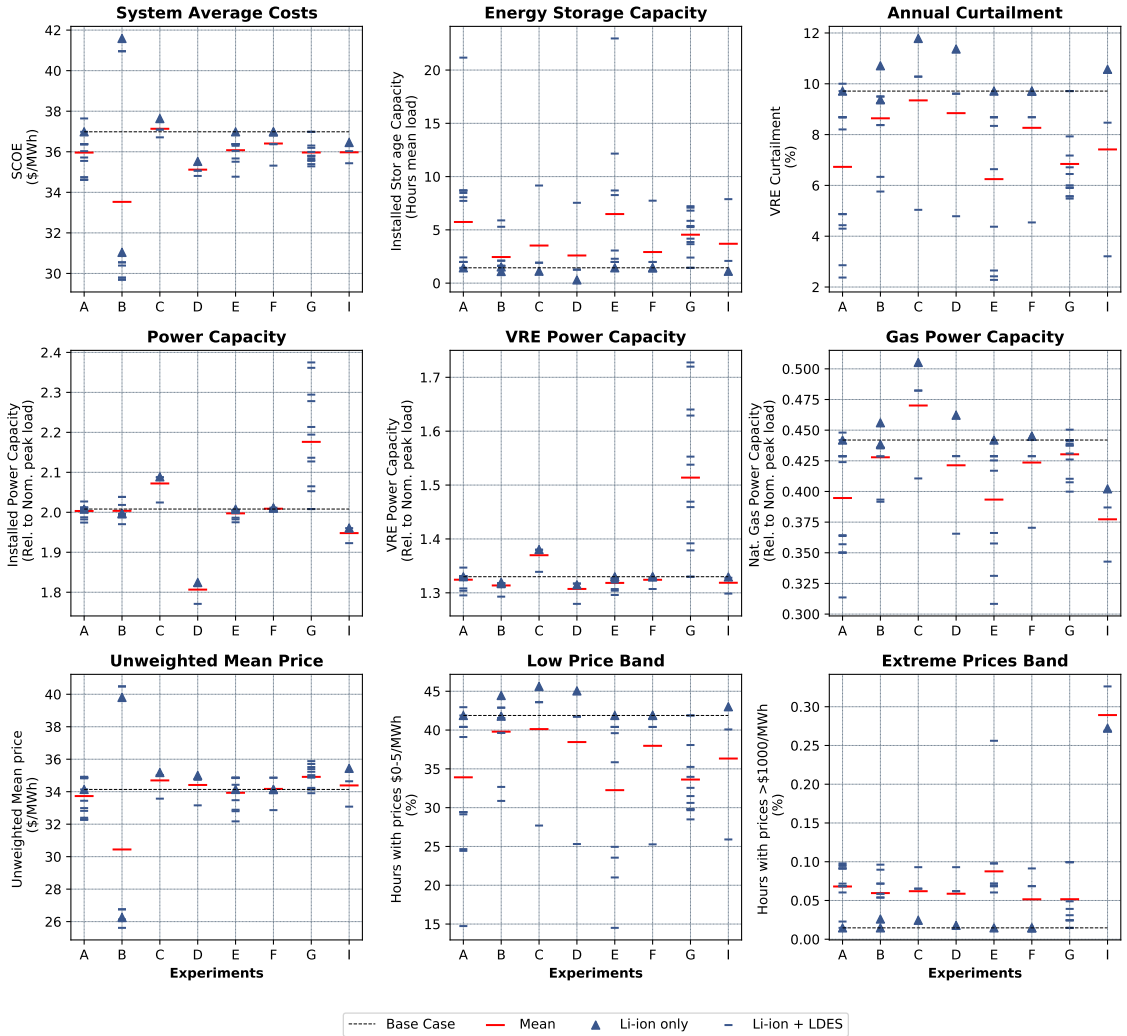 System Average Costs
SCOE
($/MWh)
42
40
38
36
34
32
30
A B C D E F G I
Energy Storage Capacity
Installed Stor age Capacity
(Hours mean load)
20
15
10
5
0
A B C D E F G I
Annual Curtailment
VRE Curtailment
(%)
12
10
8
6
4
2
A B C D E F G I
Power Capacity
Installed Power Capacity
(Rel. to Nom. peak load)
2.4
2.3
2.2
2.1
2.0
1.9
1.8
A B C D E F G I
VRE Power Capacity
VRE Power Capacity
(Rel. to Nom. peak load)
1.7
1.6
1.5
1.4
1.3
A B C D E F G I
Gas Power Capacity
Nat. Gas Power Capacity
(Rel. to Nom. peak load)
0.500
0.475
0.450
0.425
0.400
0.375
0.350
0.325
0.300
A B C D E F G I
Unweighted Mean Price
Unweighted Mean price
($/MWh)
40
38
36
34
32
30
28
26
A B C D E F G I
Experiments
Low Price Band
Hours with prices $0-5/MWh
(%)
45
40
35
30
25
20
15
A B C D E F G I
Experiments
Extreme Prices Band
Hours with prices >$1000/MWh
(%)
0.30
0.25
0.20
0.15
0.10
0.05
0.00
A B C D E F G I
Experiments
Base Case Mean Li-ion only Li-ion + LDES